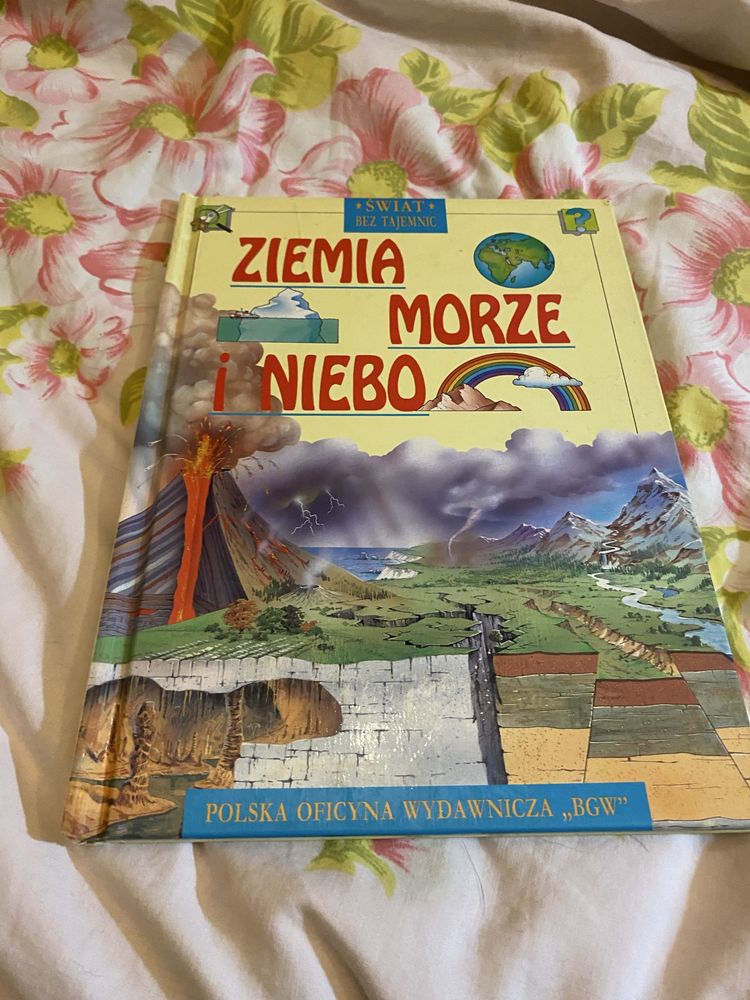 ŚWIAT
BEZ TAJEMNIC
ZIEMIA
MORZE
i NIEBO
POLSKA OFICYNA WYDAWNICZA „BGW”